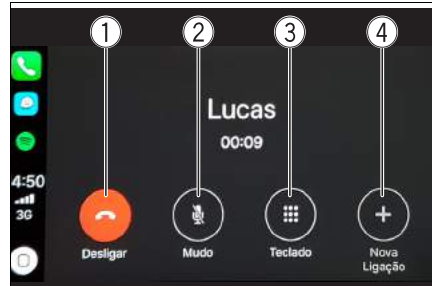 1 2 3 4
Lucas
00:09
4:50
3G
Desligar Mudo Teclado Nova
Ligação